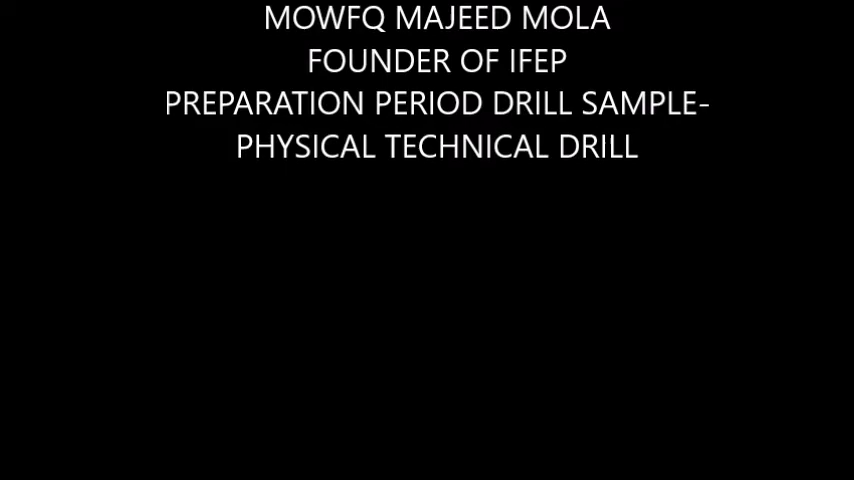 MOWFQ MAJEED MOLA
FOUNDER OF IFEP
PREPARATION PERIOD DRILL SAMPLE-
PHYSICAL TECHNICAL DRILL